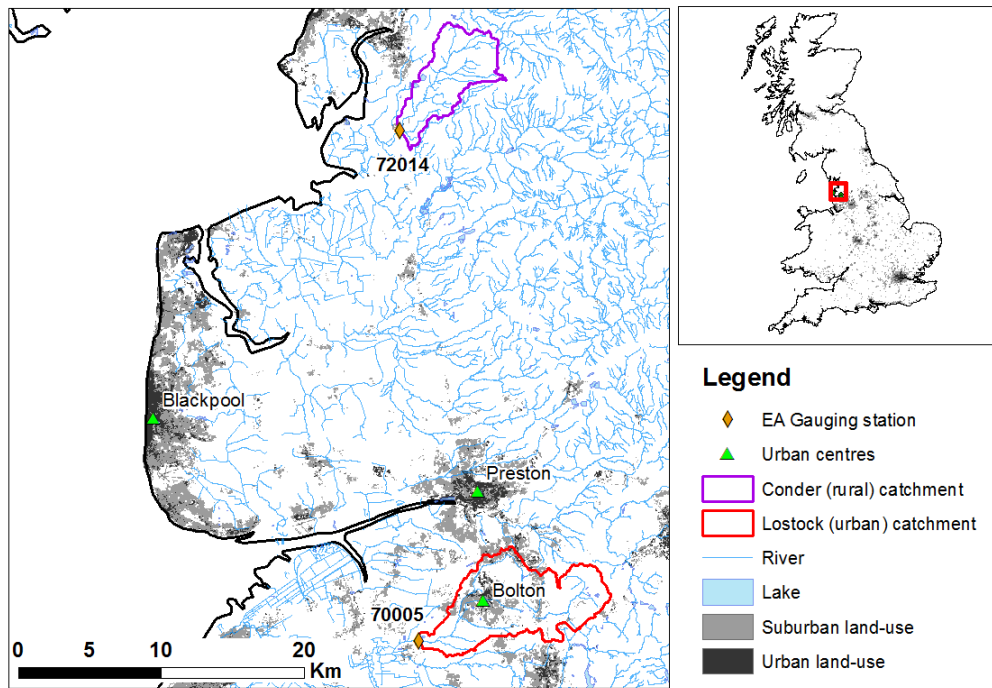 72014
Blackpool
Preston
Bolton
70005
0 5 10 20
Km
Legend
EA Gauging station
Urban centres
Conder (rural) catchment
Lostock (urban) catchment
River
Lake
Suburban land-use
Urban land-use